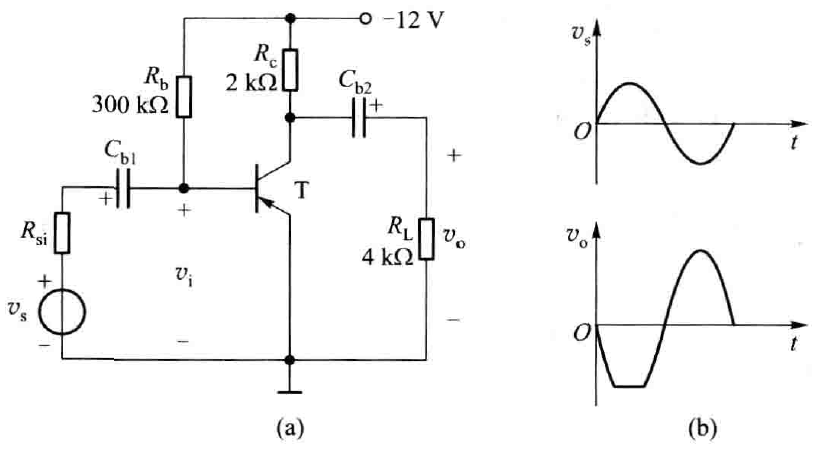 −12 V
R_c
2 kΩ
R_b
300 kΩ
C_b2
+
C_b1
+
+
T
+
R_si
R_L
4 kΩ
v_o
v_i
+
v_s
−
−
−
(a)
v_s
O
t
v_o
O
t
(b)